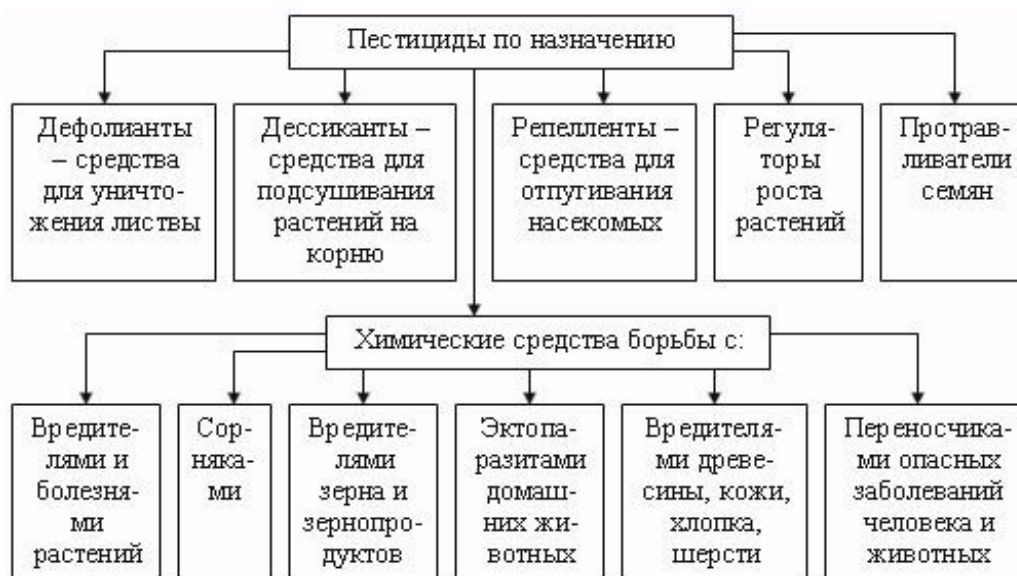 Пестициды по назначению
Дефолианты
– средства
для уничто-
жения листвы
Дессиканты –
средства для
подсушивания
растений на
корню
Репелленты –
средства для
отпугивания
насекомых
Регуля-
торы
роста
растений
Протрав-
ливатели
семян
Химические средства борьбы с:
Вредите-
лями и
болезня-
ми
растений
Сор-
няка-
ми
Вредите-
лями
зерна и
зернопро-
дуктов
Эктопа-
разитами
домаш-
них жи-
вотных
Вредителя-
ми древе-
сины, кожи,
хлопка,
шерсти
Переносчика-
ми опасных
заболеваний
человека и
животных